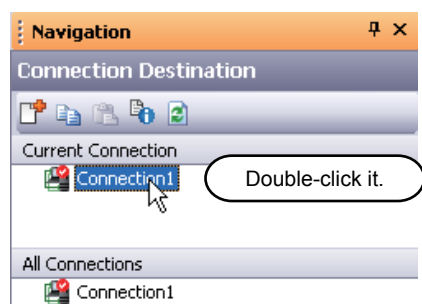 Navigation
Connection Destination
Current Connection
Connection1
Double-click it.
All Connections
Connection1